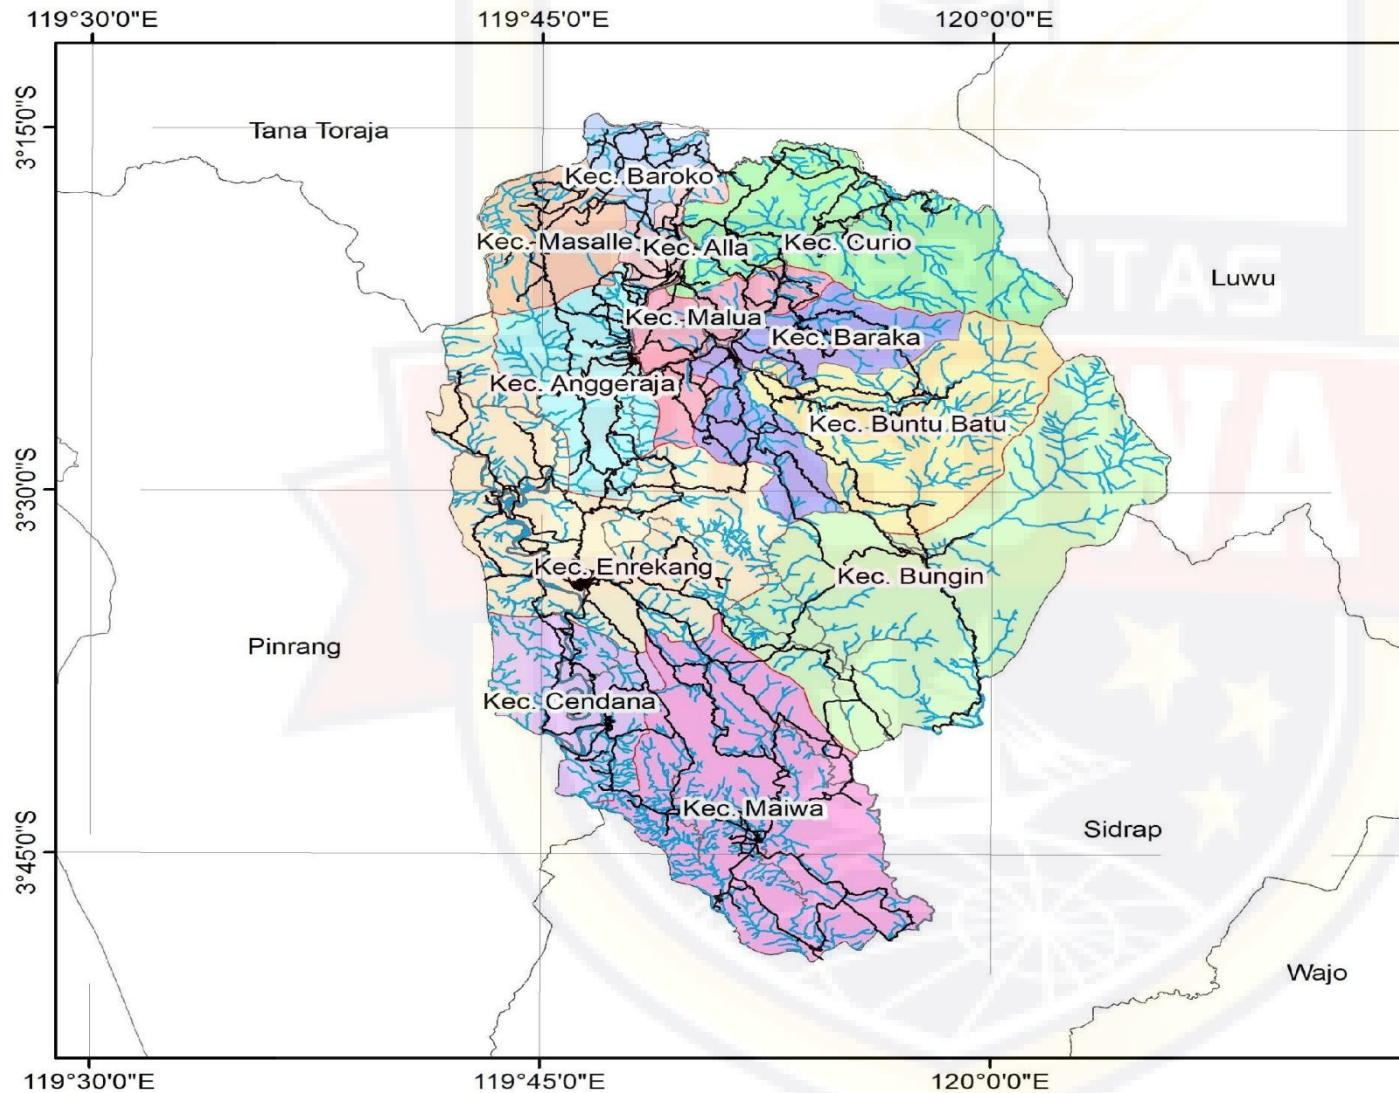 119°30'0"E
119°45'0"E
120°0'0"E
3°15'0"S
Tana Toraja
Kec. Baroko
Kec. Masalle
Kec. Alla
Kec. Curio
Luwu
Kec. Malua
Kec. Baraka
Kec. Anggeraja
Kec. Buntu Batu
3°30'0"S
Kec. Enrekang
Kec. Bungin
Pinrang
Kec. Cendana
Kec. Maiwa
Sidrap
3°45'0"S
Wajo
119°30'0"E
119°45'0"E
120°0'0"E